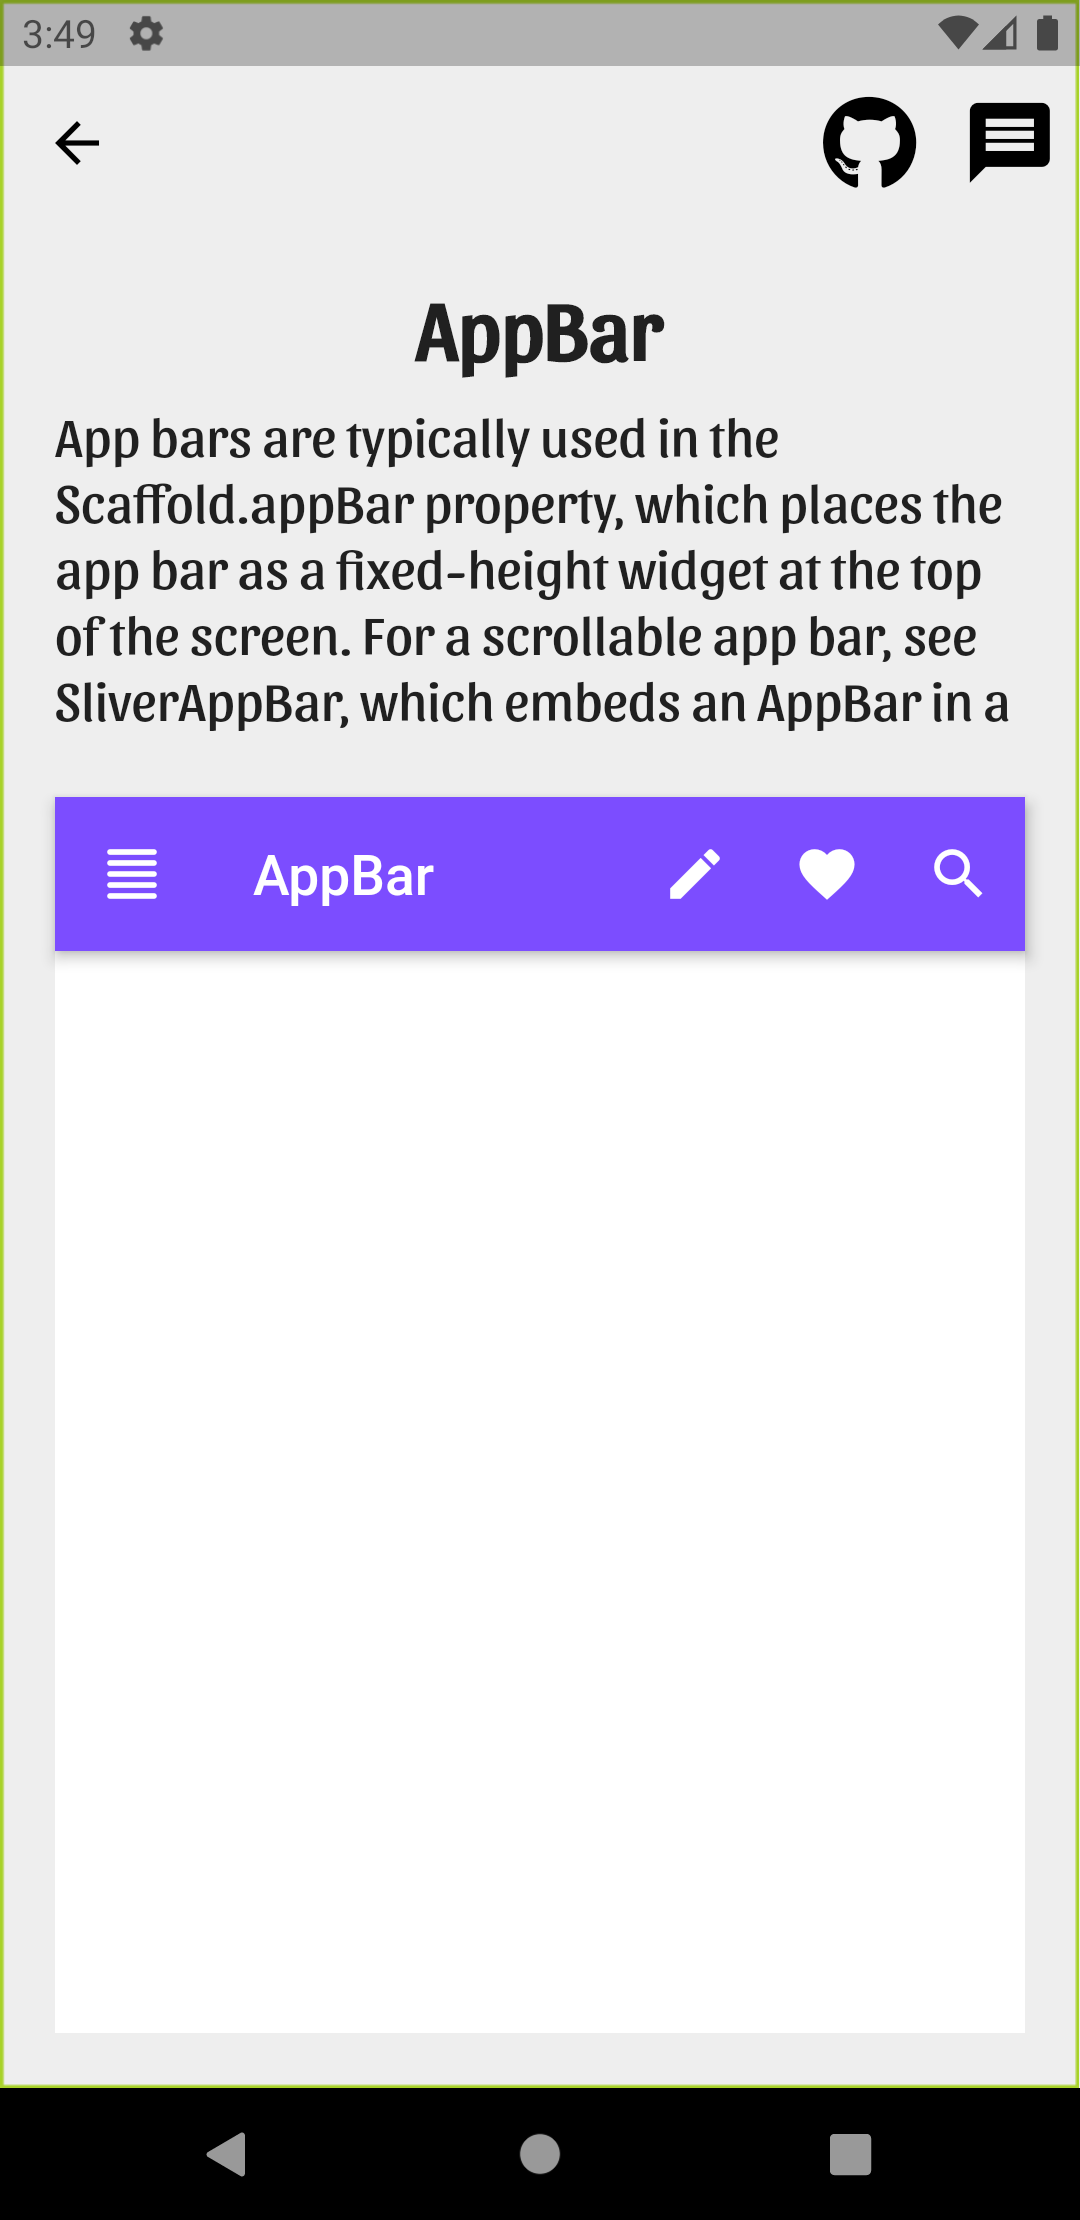 3:49
AppBar
App bars are typically used in the
Scaffold.appBar property, which places the
app bar as a fixed-height widget at the top
of the screen. For a scrollable app bar, see
SliverAppBar, which embeds an AppBar in a
AppBar